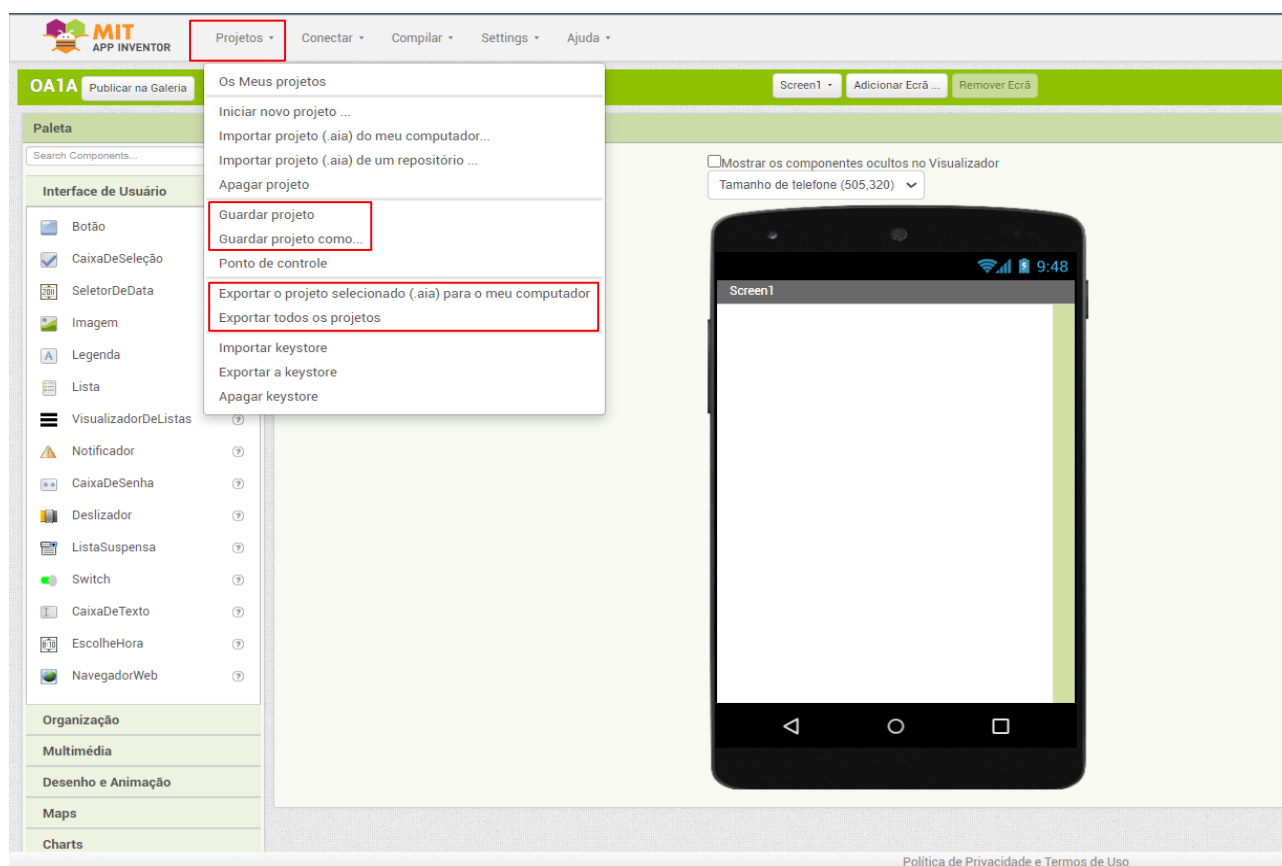 MIT
APP INVENTOR
Projetos
Conectar
Compilar
Settings
Ajuda
OA1A
Publicar na Galeria
Screen1
Adicionar Ecrã ...
Remover Ecrã
Os Meus projetos
Iniciar novo projeto ...
Importar projeto (.aia) do meu computador...
Importar projeto (.aia) de um repositório ...
Apagar projeto
Guardar projeto
Guardar projeto como...
Ponto de controle
Exportar o projeto selecionado (.aia) para o meu computador
Exportar todos os projetos
Importar keystore
Exportar a keystore
Apagar keystore
Paleta
Search Components...
Interface de Usuário
Botão
CaixaDeSeleção
SeletorDeData
Imagem
Legenda
Lista
VisualizadorDeListas
Notificador
CaixaDeSenha
Deslizador
ListaSuspensa
Switch
CaixaDeTexto
EscolheHora
NavegadorWeb
Organização
Multimédia
Desenho e Animação
Maps
Charts
Mostrar os componentes ocultos no Visualizador
Tamanho de telefone (505,320)
9:48
Screen1
Política de Privacidade e Termos de Uso